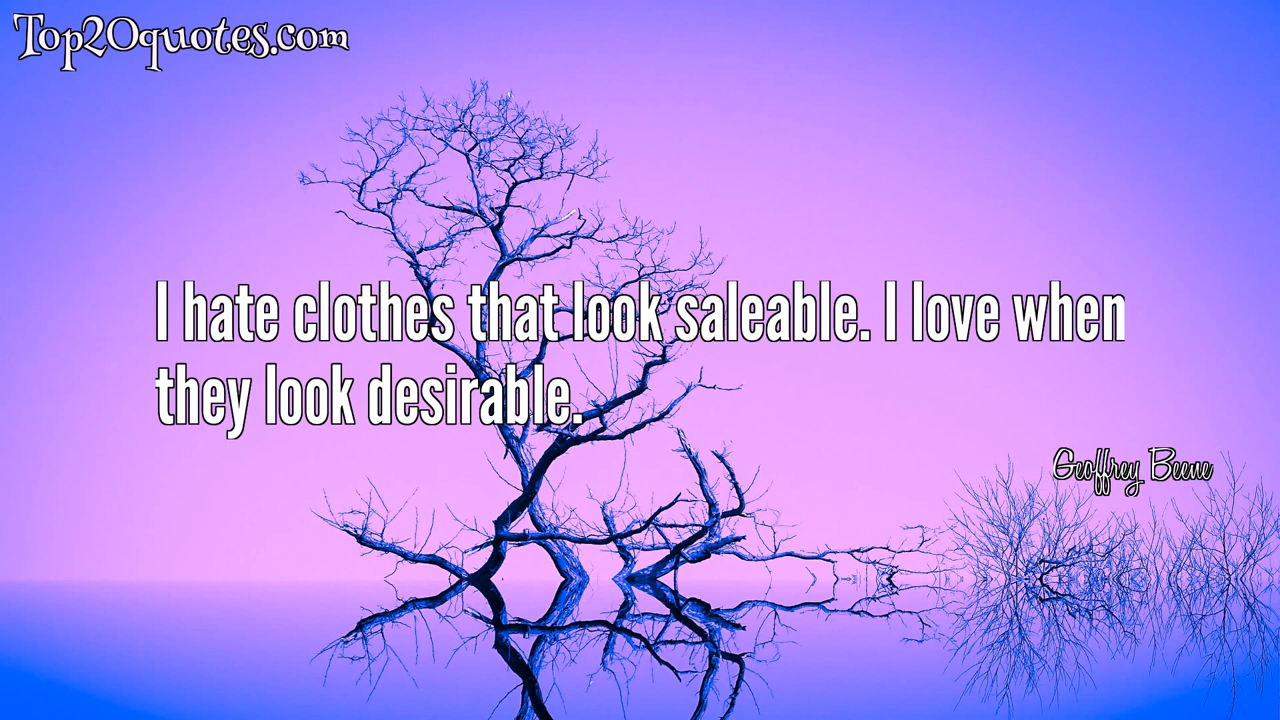 Top20quotes.com
I hate clothes that look saleable. I love when
they look desirable.
Geoffrey Beene